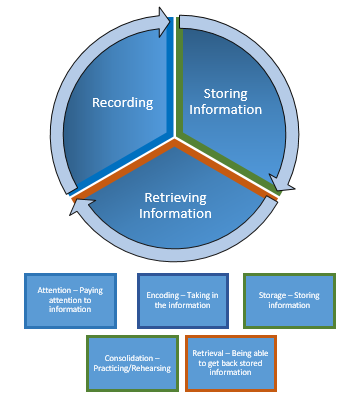 Recording
Storing
Information
Retrieving
Information
Attention – Paying
attention to
information
Encoding – Taking in
the information
Storage – Storing
information
Consolidation –
Practicing/Rehearsing
Retrieval – Being able
to get back stored
information